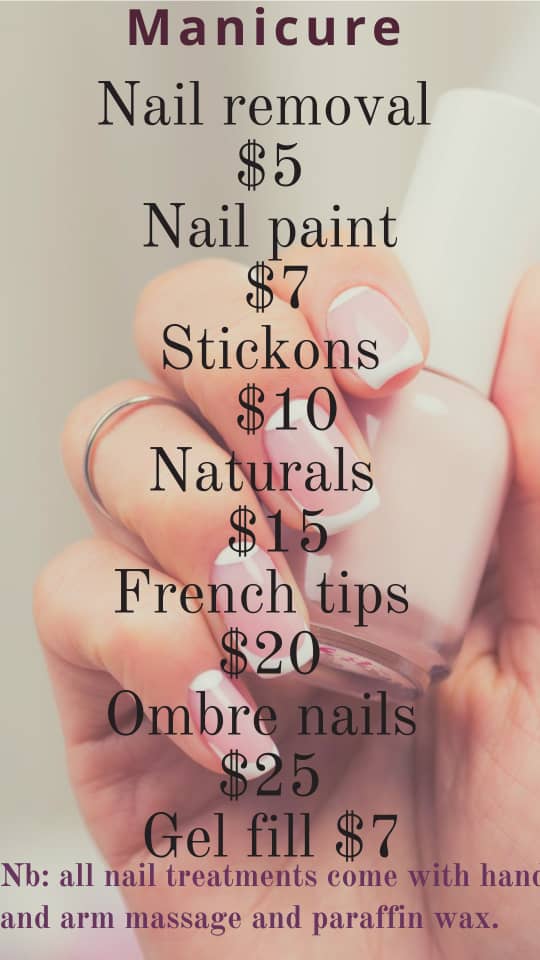 Manicure
Nail removal
$5
Nail paint
$7
Stickons
$10
Naturals
$15
French tips
$20
Ombre nails
$25
Gel fill $7
Nb: all nail treatments come with hand
and arm massage and paraffin wax.